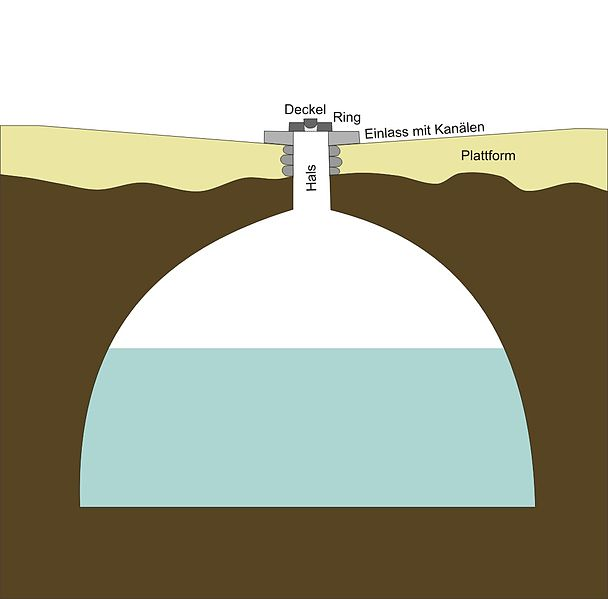 Deckel
Ring
Einlass mit Kanälen
Plattform
Hals